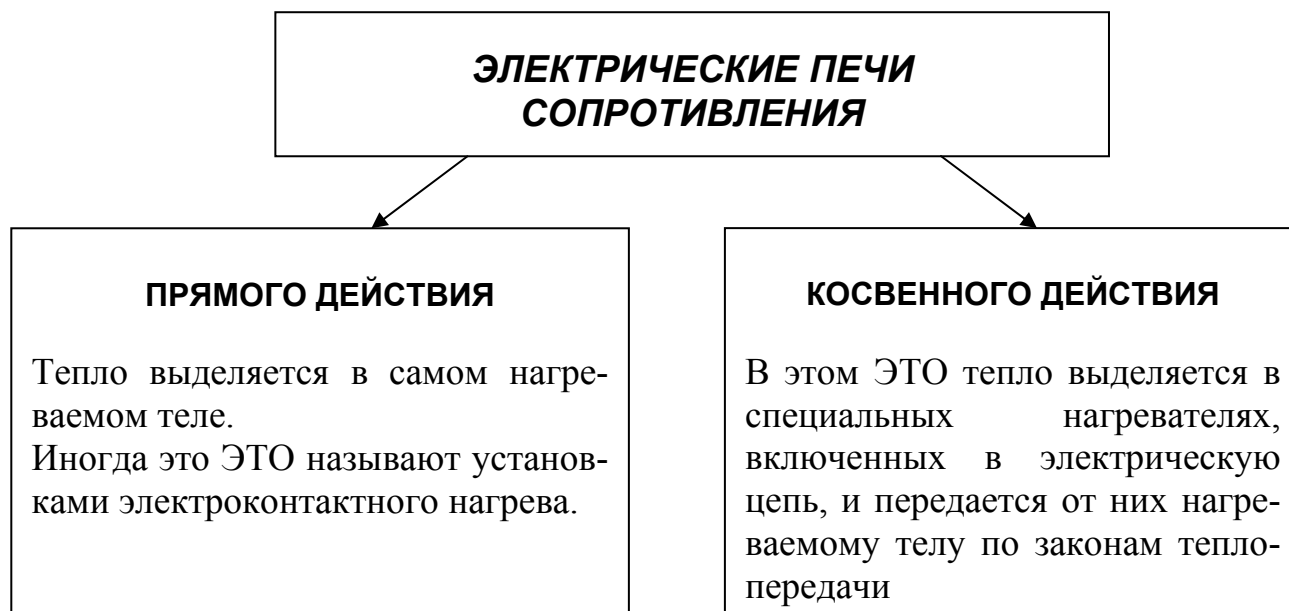 ЭЛЕКТРИЧЕСКИЕ ПЕЧИ
СОПРОТИВЛЕНИЯ
ПРЯМОГО ДЕЙСТВИЯ
Тепло выделяется в самом нагре-
ваемом теле.
Иногда это ЭТО называют установ-
ками электроконтактного нагрева.
КОСВЕННОГО ДЕЙСТВИЯ
В этом ЭТО тепло выделяется в
специальных нагревателях,
включенных в электрическую
цепь, и передается от них нагре-
ваемому телу по законам тепло-
передачи